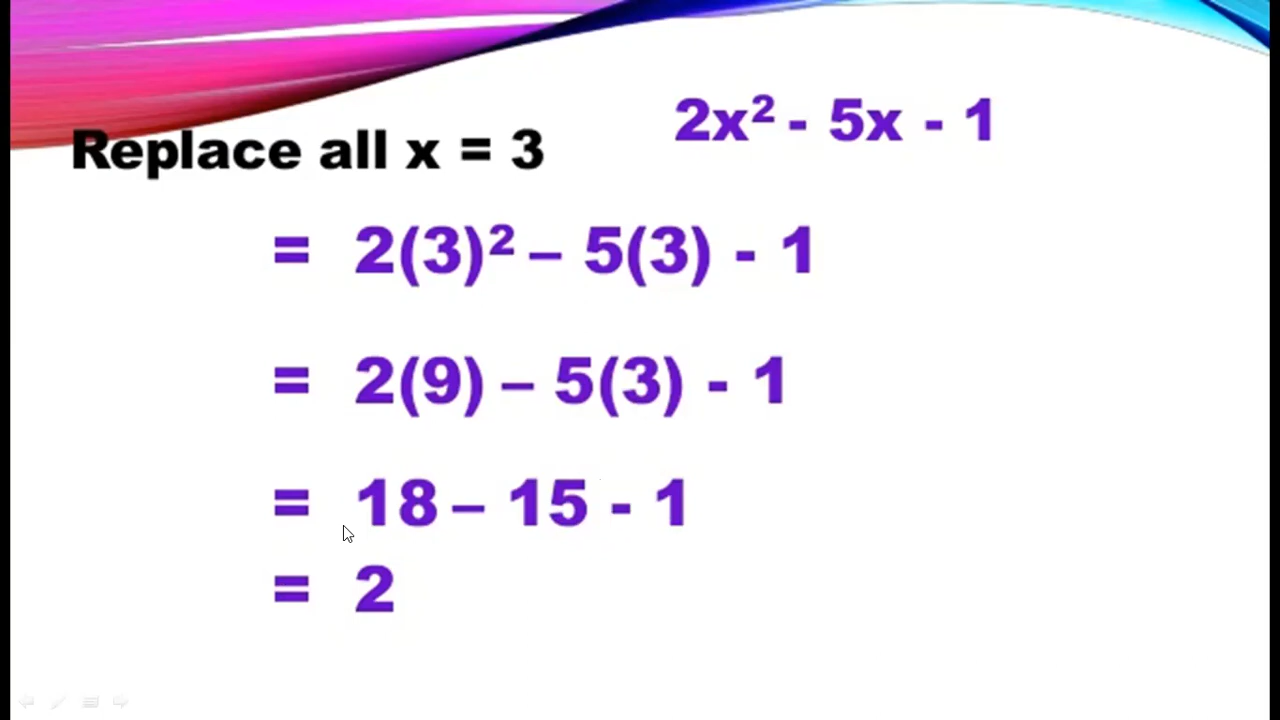 2x² - 5x - 1
Replace all x = 3
= 2(3)² – 5(3) - 1
= 2(9) – 5(3) - 1
= 18 – 15 - 1
= 2